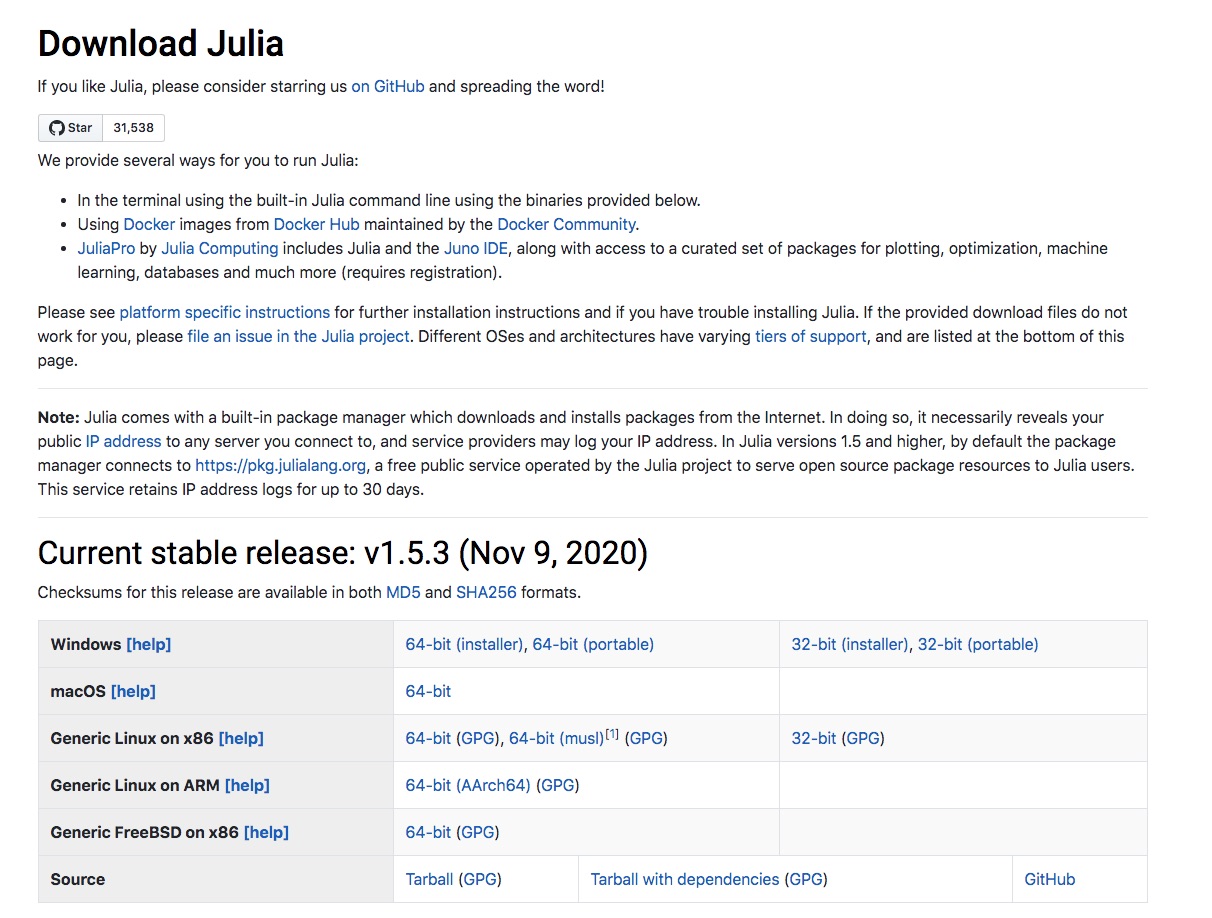 Download Julia
If you like Julia, please consider starring us on GitHub and spreading the word!
Star 31,538
We provide several ways for you to run Julia:
• In the terminal using the built-in Julia command line using the binaries provided below.
• Using Docker images from Docker Hub maintained by the Docker Community.
• JuliaPro by Julia Computing includes Julia and the Juno IDE, along with access to a curated set of packages for plotting, optimization, machine
learning, databases and much more (requires registration).
Please see platform specific instructions for further installation instructions and if you have trouble installing Julia. If the provided download files do not
work for you, please file an issue in the Julia project. Different OSes and architectures have varying tiers of support, and are listed at the bottom of this
page.
Note: Julia comes with a built-in package manager which downloads and installs packages from the Internet. In doing so, it necessarily reveals your
public IP address to any server you connect to, and service providers may log your IP address. In Julia versions 1.5 and higher, by default the package
manager connects to https://pkg.julialang.org, a free public service operated by the Julia project to serve open source package resources to Julia users.
This service retains IP address logs for up to 30 days.
Current stable release: v1.5.3 (Nov 9, 2020)
Checksums for this release are available in both MD5 and SHA256 formats.
Windows [help] 64-bit (installer), 64-bit (portable) 32-bit (installer), 32-bit (portable)
macOS [help] 64-bit
Generic Linux on x86 [help] 64-bit (GPG), 64-bit (musl)[1] (GPG) 32-bit (GPG)
Generic Linux on ARM [help] 64-bit (AArch64) (GPG)
Generic FreeBSD on x86 [help] 64-bit (GPG)
Source Tarball (GPG) Tarball with dependencies (GPG) GitHub